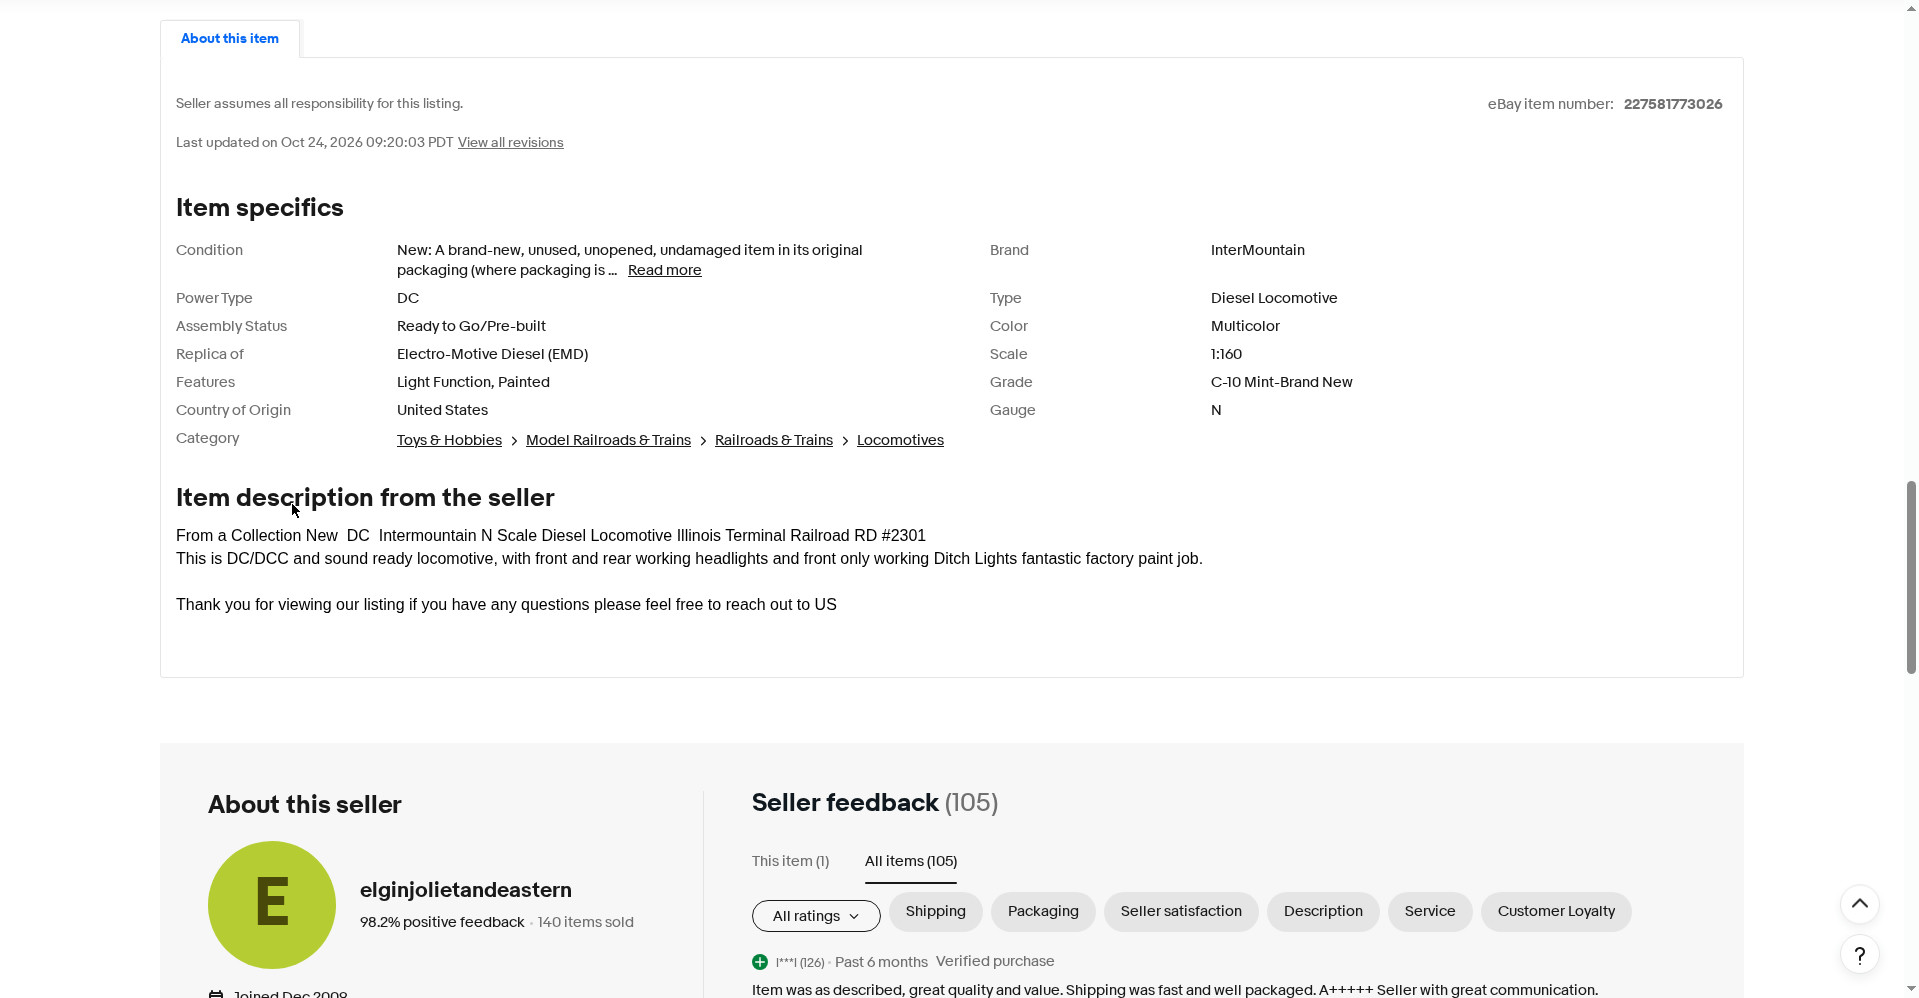 About this item
Seller assumes all responsibility for this listing.
eBay item number: 227581773026
Last updated on Oct 24, 2026 09:20:03 PDT View all revisions
Item specifics
Condition
New: A brand-new, unused, unopened, undamaged item in its original
packaging (where packaging is ... Read more
Brand
InterMountain
Power Type
DC
Type
Diesel Locomotive
Assembly Status
Ready to Go/Pre-built
Color
Multicolor
Replica of
Electro-Motive Diesel (EMD)
Scale
1:160
Features
Light Function, Painted
Grade
C-10 Mint-Brand New
Country of Origin
United States
Gauge
N
Category
Toys & Hobbies > Model Railroads & Trains > Railroads & Trains > Locomotives
Item description from the seller
From a Collection New  DC  Intermountain N Scale Diesel Locomotive Illinois Terminal Railroad RD #2301
This is DC/DCC and sound ready locomotive, with front and rear working headlights and front only working Ditch Lights fantastic factory paint job.
Thank you for viewing our listing if you have any questions please feel free to reach out to US
About this seller
E
elginjolietandeastern
98.2% positive feedback · 140 items sold
Joined Dec 2009
Seller feedback (105)
This item (1)
All items (105)
All ratings
Shipping
Packaging
Seller satisfaction
Description
Service
Customer Loyalty
l***l (126) · Past 6 months Verified purchase
Item was as described, great quality and value. Shipping was fast and well packaged. A+++++ Seller with great communication.
?